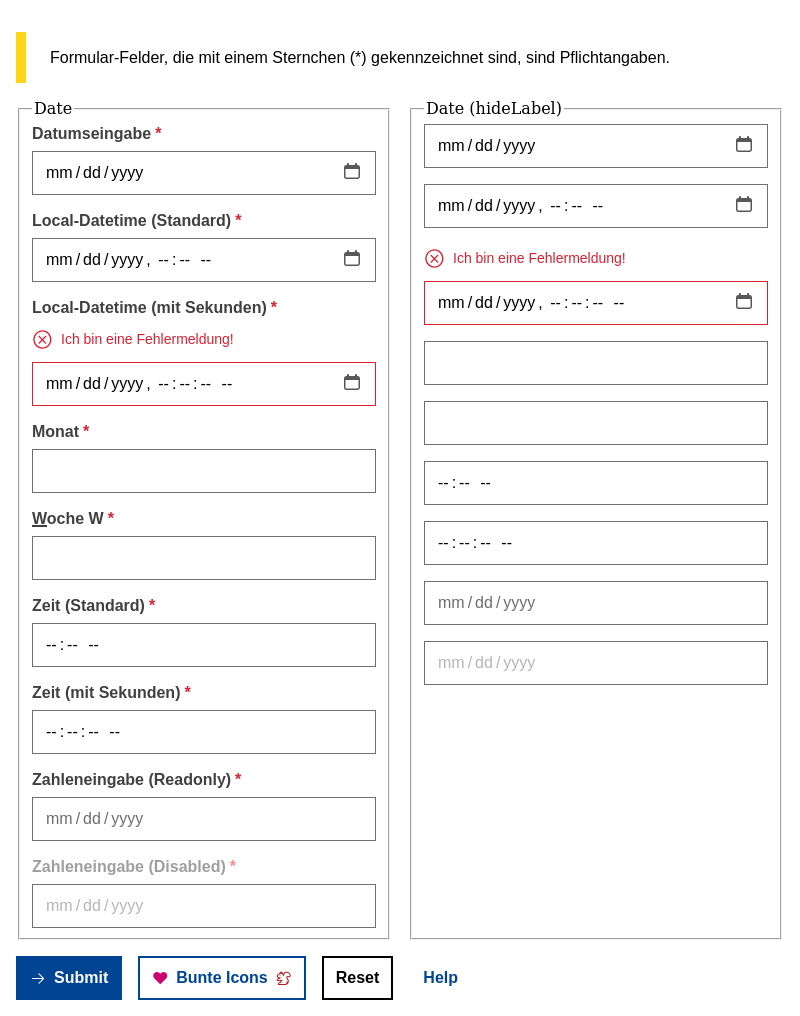 Formular-Felder, die mit einem Sternchen (*) gekennzeichnet sind, sind Pflichtangaben.
Date
Datumseingabe *
mm/dd/yyyy
Local-Datetime (Standard) *
mm/dd/yyyy, --:-- --
Local-Datetime (mit Sekunden) *
Ich bin eine Fehlermeldung!
mm/dd/yyyy, --:--:-- --
Monat *
Woche W *
Zeit (Standard) *
--:-- --
Zeit (mit Sekunden) *
--:--:-- --
Zahleneingabe (Readonly) *
mm/dd/yyyy
Zahleneingabe (Disabled) *
mm/dd/yyyy
Date (hideLabel)
mm/dd/yyyy
mm/dd/yyyy, --:-- --
Ich bin eine Fehlermeldung!
mm/dd/yyyy, --:--:-- --
--:-- --
--:--:-- --
mm/dd/yyyy
mm/dd/yyyy
Submit
Bunte Icons
Reset
Help